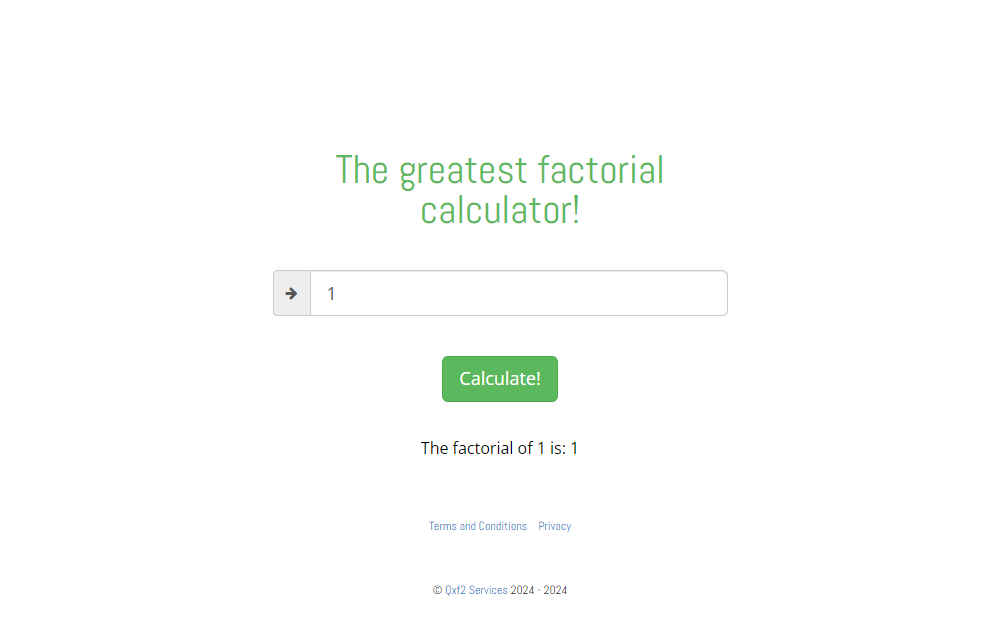 The greatest factorial
calculator!
1
Calculate!
The factorial of 1 is: 1
Terms and Conditions Privacy
© Qxf2 Services 2024 - 2024